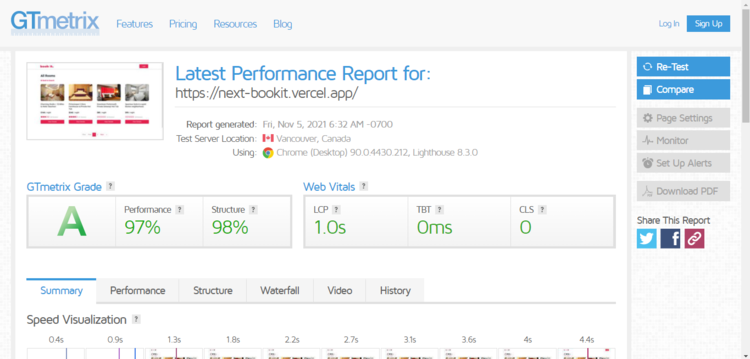 GTmetrix
Features Pricing Resources Blog
Log In Sign Up
Latest Performance Report for:
https://next-bookit.vercel.app/
Report generated: Fri, Nov 5, 2021 6:32 AM -0700
Test Server Location: Vancouver, Canada
Using: Chrome (Desktop) 90.0.4430.212, Lighthouse 8.3.0
Re-Test
Compare
Page Settings
Monitor
Set Up Alerts
Download PDF
Share This Report
GTmetrix Grade ?
Web Vitals ?
A
Performance ?
97%
Structure ?
98%
LCP ?
1.0s
TBT ?
0ms
CLS ?
0
Summary Performance Structure Waterfall Video History
Speed Visualization ?
0.4s 0.9s 1.3s 1.8s 2.2s 2.7s 3.1s 3.6s 4s 4.4s